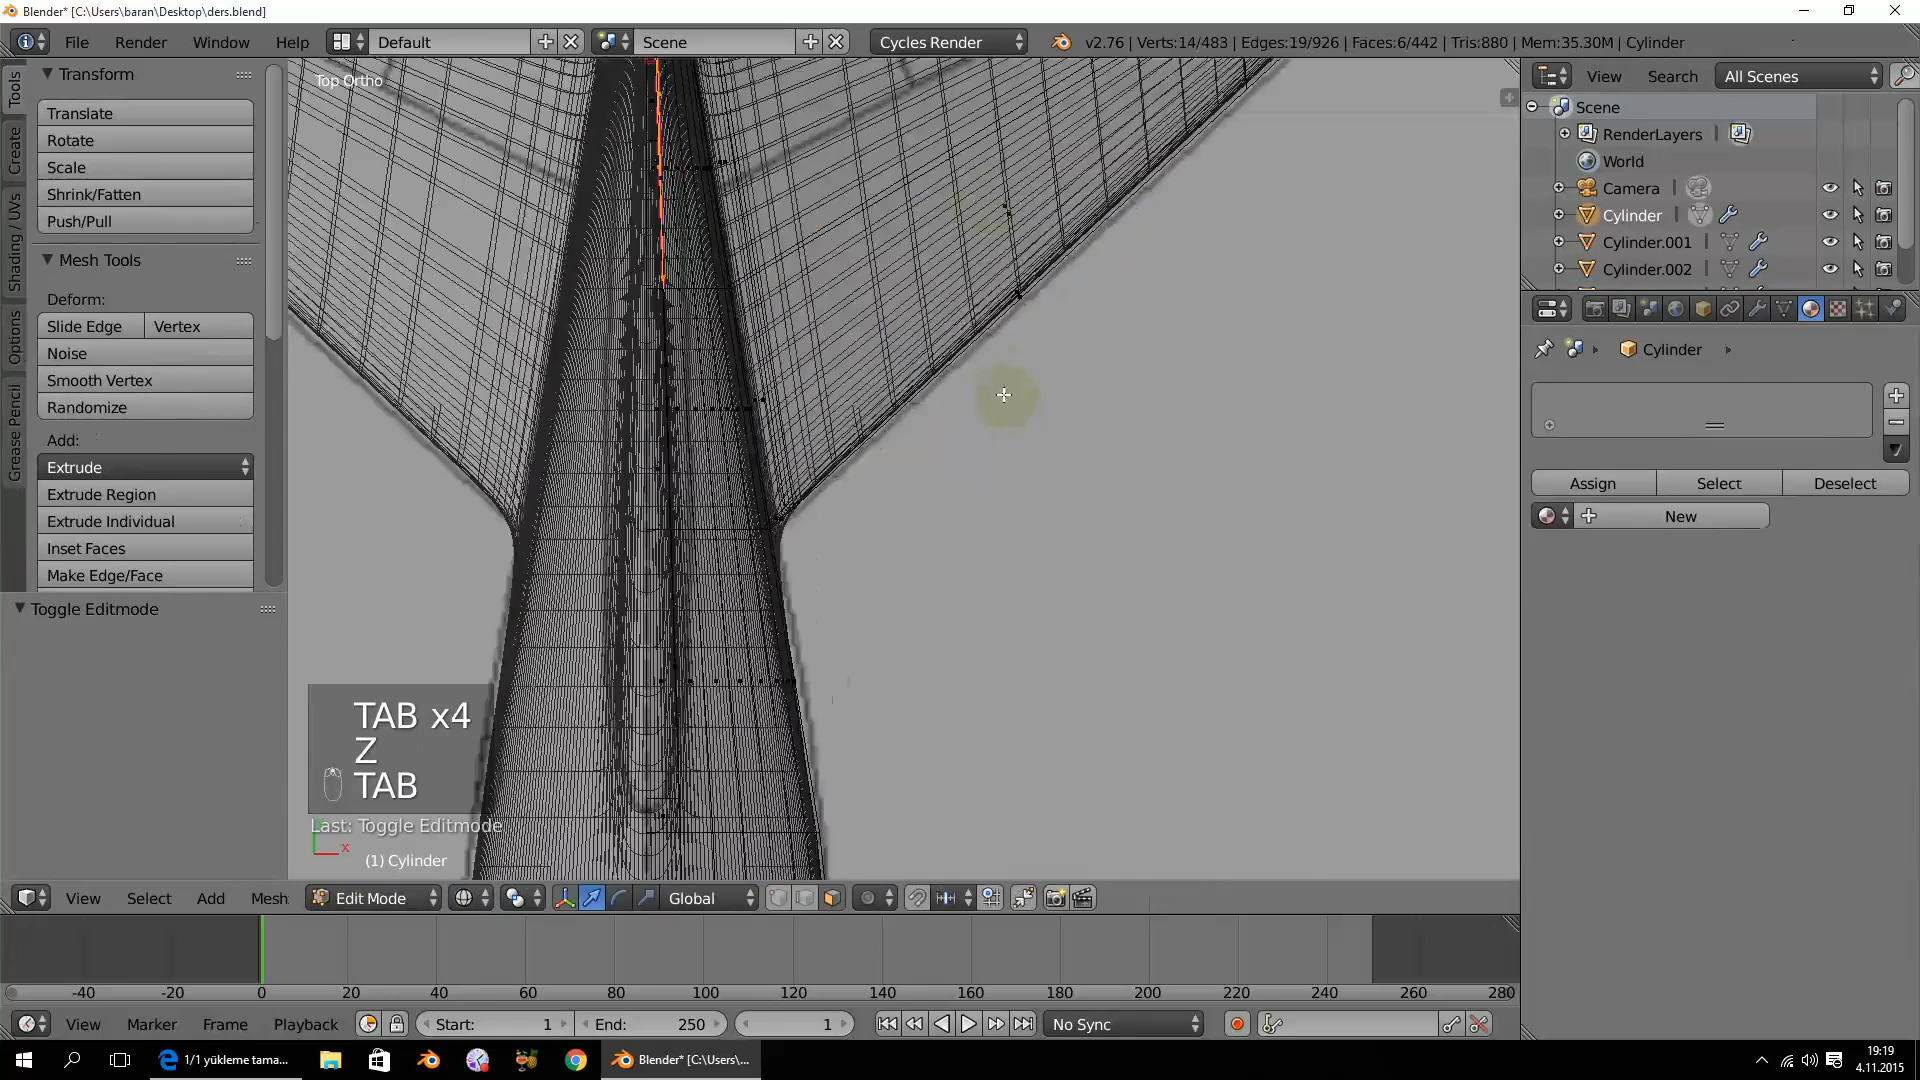 Blender* [C:\Users\baran\Desktop\ders.blend]
File Render Window Help Default Scene Cycles Render v2.76 | Verts:14/483 | Edges:19/926 | Faces:6/442 | Tris:880 | Mem:35.30M | Cylinder
Tools
Create
Shading / UVs
Options
Grease Pencil
Transform
Translate
Rotate
Scale
Shrink/Fatten
Push/Pull
Mesh Tools
Deform:
Slide Edge Vertex
Noise
Smooth Vertex
Randomize
Add:
Extrude
Extrude Region
Extrude Individual
Inset Faces
Make Edge/Face
Toggle Editmode
Top Ortho
TAB x4
Z
TAB
Last: Toggle Editmode
x
(1) Cylinder
View Search All Scenes
Scene
RenderLayers
World
Camera
Cylinder
Cylinder.001
Cylinder.002
Cylinder
Assign Select Deselect
New
View Select Add Mesh Edit Mode Global
-40 -20 0 20 40 60 80 100 120 140 160 180 200 220 240 260 280
View Marker Frame Playback Start: 1 End: 250 1 No Sync
1/1 yükleme tama... Blender* [C:\Users\... 19:19
4.11.2015